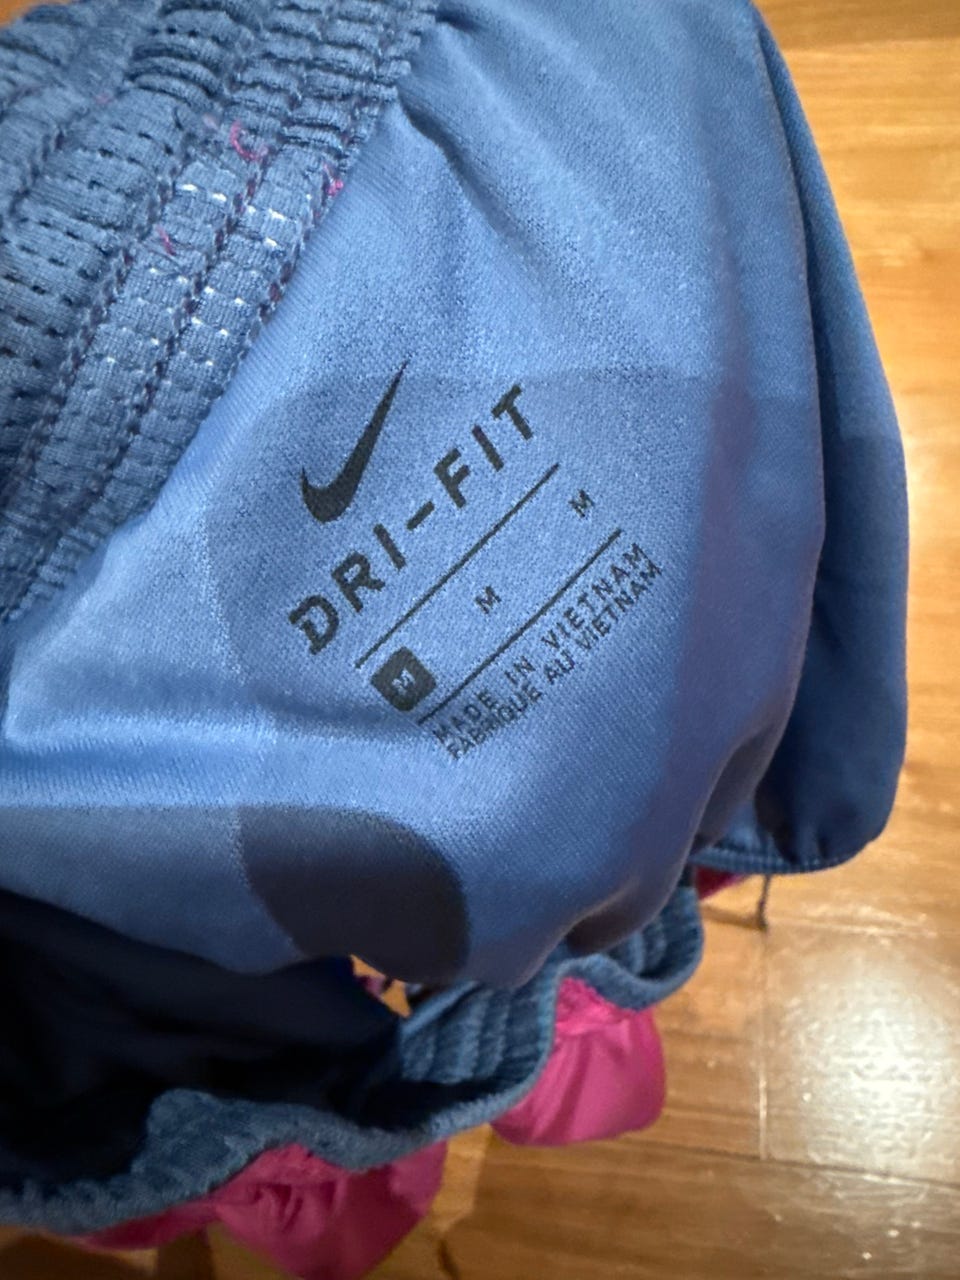 DRI-FIT
M M M
MADE IN VIETNAM
FABRIQUE AU VIETNAM